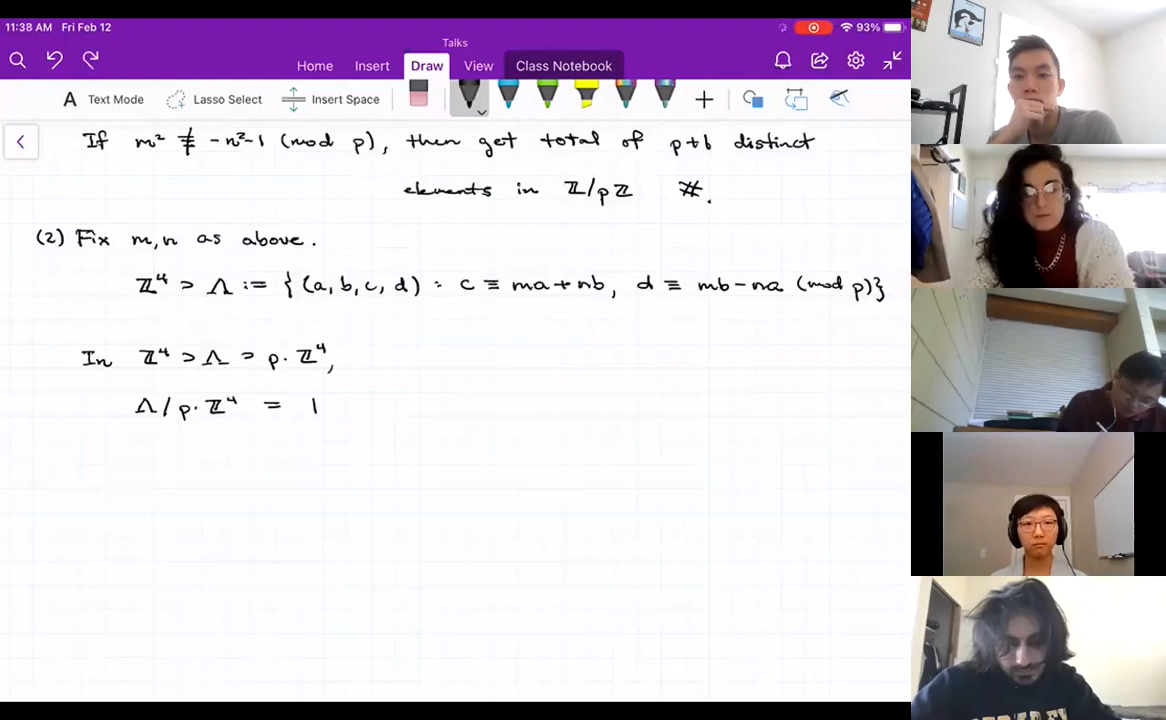 11:38 AM Fri Feb 12 93%
Talks
Home Insert Draw View Class Notebook
A Text Mode Lasso Select Insert Space
If m² ≢ -n²-1 (mod p), then get total of p+1 distinct
elements in ℤ/pℤ ※.
(2) Fix m,n as above.
ℤ⁴ > Λ := {(a, b, c, d) : c ≡ ma+nb, d ≡ mb-na (mod p)}
In ℤ⁴ > Λ > p·ℤ⁴,
Λ/p·ℤ⁴ = 1